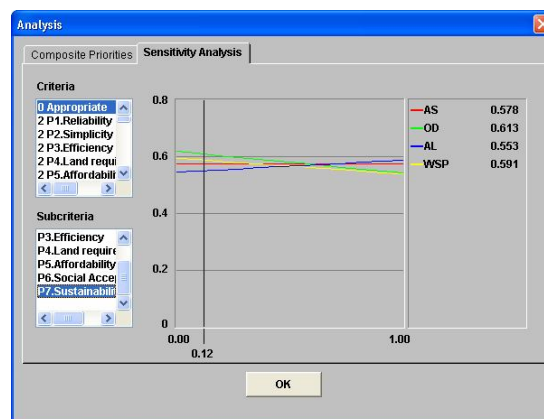 Analysis
Composite Priorities
Sensitivity Analysis
Criteria
0 Appropriate
2 P1.Reliability
2 P2.Simplicity
2 P3.Efficiency
2 P4.Land requi
2 P5.Affordabili
Subcriteria
P3.Efficiency
P4.Land require
P5.Affordability
P6.Social Accep
P7.Sustainabili
0.8
0.6
0.4
0.2
0
0.00
1.00
0.12
AS 0.578
OD 0.613
AL 0.553
WSP 0.591
OK